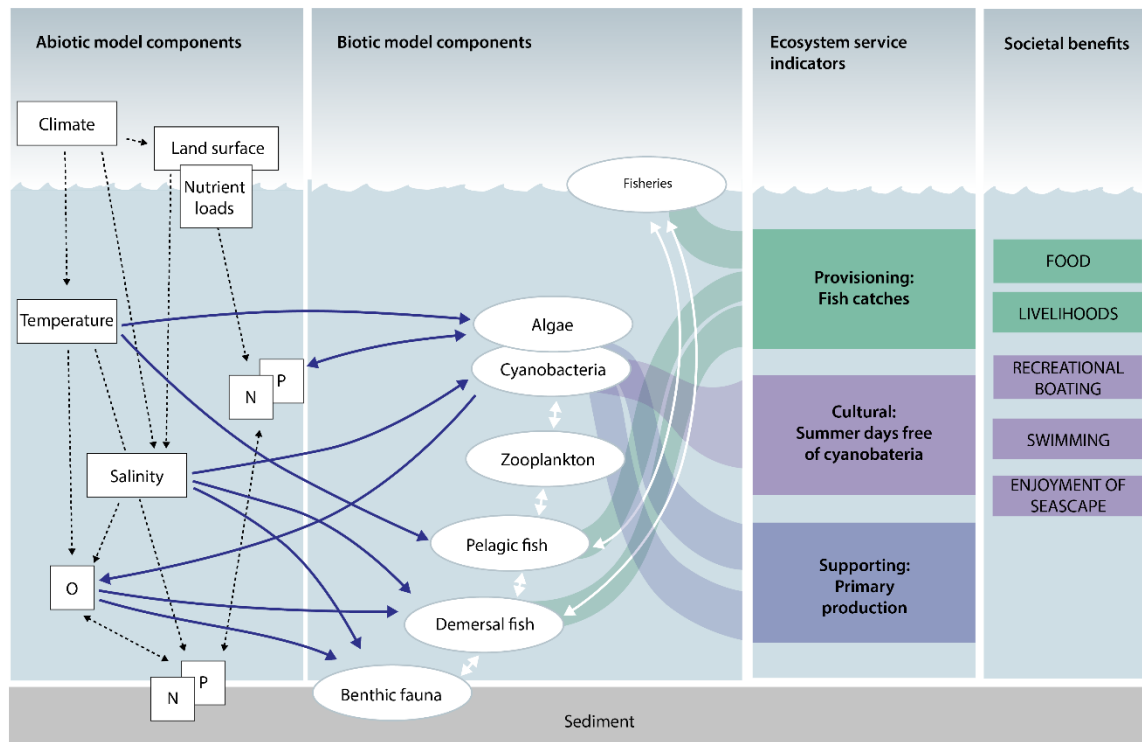 Abiotic model components
Biotic model components
Ecosystem service
indicators
Societal benefits
Climate
Land surface
Nutrient
loads
Temperature
N
P
Salinity
O
N
P
Fisheries
Algae
Cyanobacteria
Zooplankton
Pelagic fish
Demersal fish
Benthic fauna
Sediment
Provisioning:
Fish catches
Cultural:
Summer days free
of cyanobateria
Supporting:
Primary
production
FOOD
LIVELIHOODS
RECREATIONAL
BOATING
SWIMMING
ENJOYMENT OF
SEASCAPE